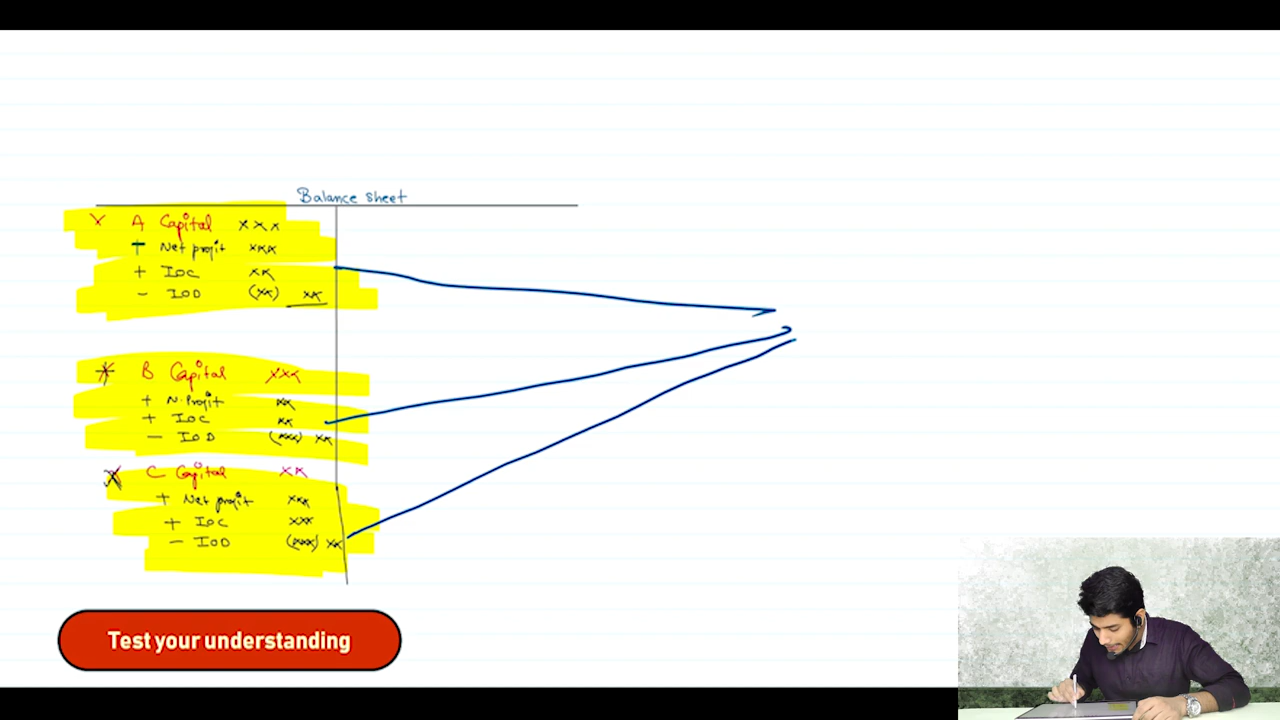 Balance sheet
X A Capital xxx
+ Net profit xxx
+ IOC xx
- IOD (xx) xx
* B Capital xxx
+ N. Profit xx
+ IOC xx
- IOD (xxx) xx
X C Capital xx
+ Net profit xxx
+ IOC xxx
- IOD (xxx) xx
Test your understanding